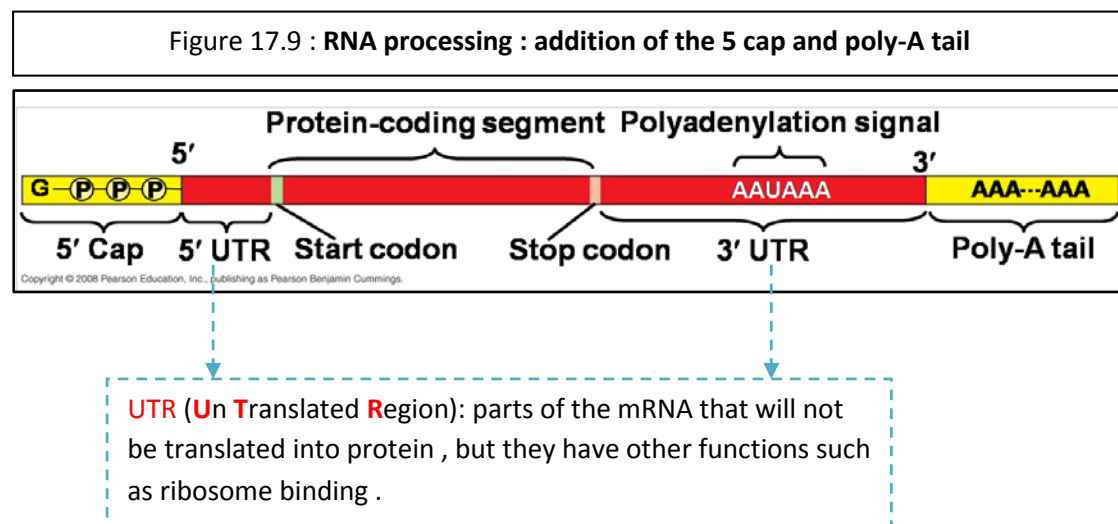 Figure 17.9 : RNA processing : addition of the 5 cap and poly-A tail
Protein-coding segment Polyadenylation signal
5′ 3′
G P P P AAUAAA AAA···AAA
5′ Cap 5′ UTR Start codon Stop codon 3′ UTR Poly-A tail
Copyright © 2008 Pearson Education, Inc., publishing as Pearson Benjamin Cummings.
UTR (Un Translated Region): parts of the mRNA that will not
be translated into protein , but they have other functions such
as ribosome binding .